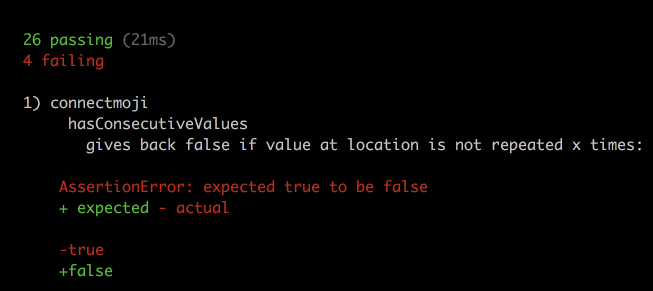 26 passing (21ms)
4 failing
1) connectmoji
hasConsecutiveValues
gives back false if value at location is not repeated x times:
AssertionError: expected true to be false
+ expected - actual
-true
+false